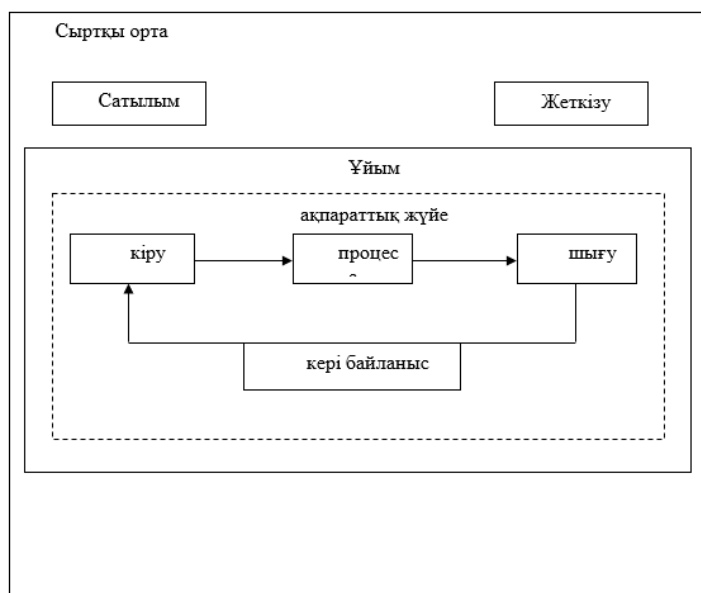 Сыртқы орта
Сатылым
Жеткізу
Ұйым
ақпараттық жүйе
кіру
процес
шығу
кері байланыс